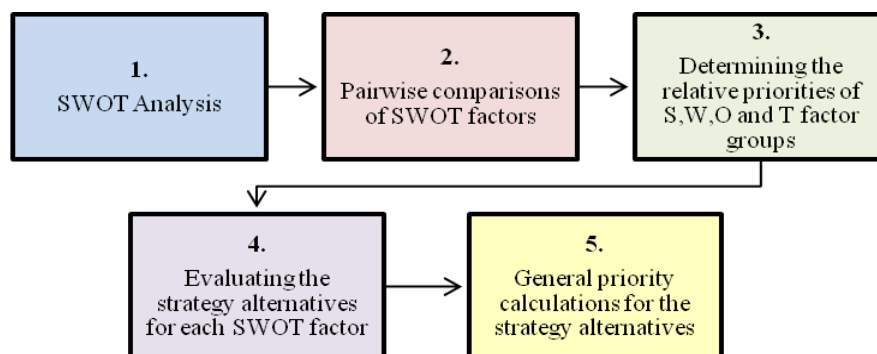 1.
SWOT Analysis
2.
Pairwise comparisons
of SWOT factors
3.
Determining the
relative priorities of
S,W,O and T factor
groups
4.
Evaluating the
strategy alternatives
for each SWOT factor
5.
General priority
calculations for the
strategy alternatives